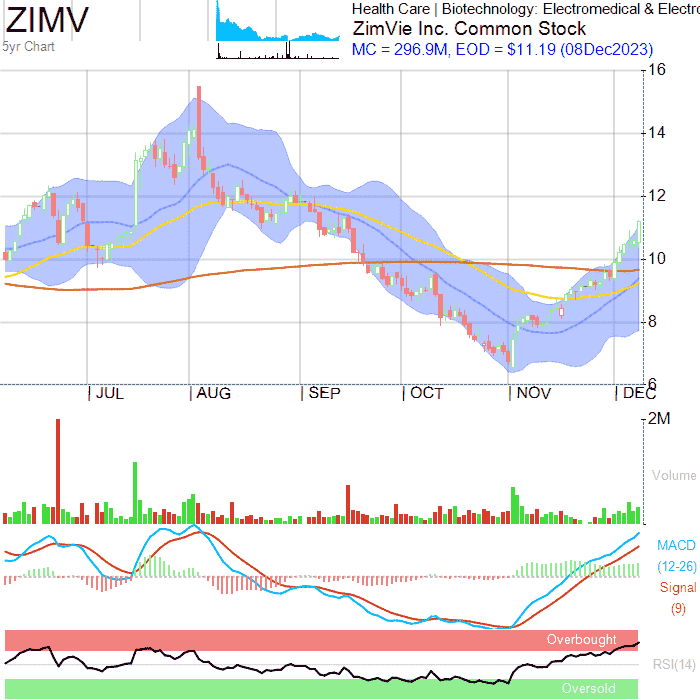 ZIMV
5yr Chart
Health Care | Biotechnology: Electromedical & Electro
ZimVie Inc. Common Stock
MC = 296.9M, EOD = $11.19 (08Dec2023)
16
14
12
10
8
6
JUL AUG SEP OCT NOV DEC
2M
Volume
MACD
(12-26)
Signal
(9)
Overbought
RSI(14)
Oversold